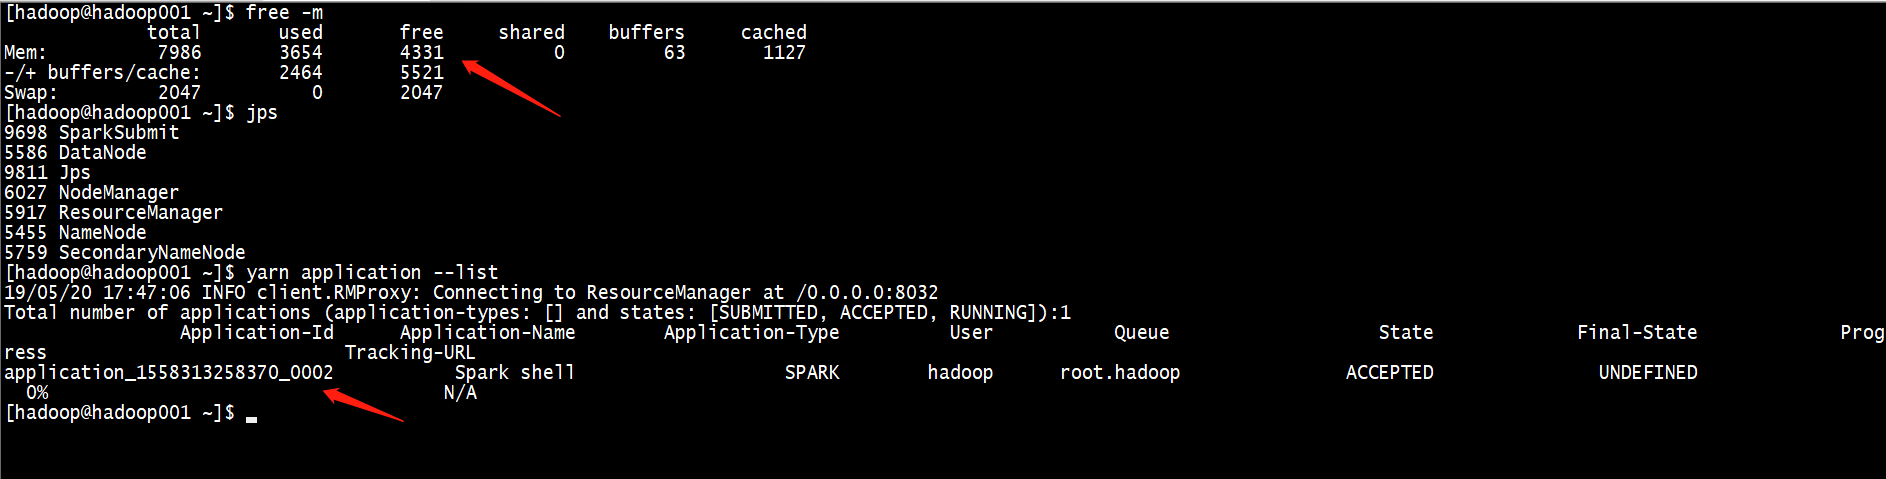 [hadoop@hadoop001 ~]$ free -m
total used free shared buffers cached
Mem: 7986 3654 4331 0 63 1127
-/+ buffers/cache: 2464 5521
Swap: 2047 0 2047
[hadoop@hadoop001 ~]$ jps
9698 SparkSubmit
5586 DataNode
9811 Jps
6027 NodeManager
5917 ResourceManager
5455 NameNode
5759 SecondaryNameNode
[hadoop@hadoop001 ~]$ yarn application --list
19/05/20 17:47:06 INFO client.RMProxy: Connecting to ResourceManager at /0.0.0.0:8032
Total number of applications (application-types: [] and states: [SUBMITTED, ACCEPTED, RUNNING]):1
Application-Id Application-Name Application-Type User Queue State Final-State Prog
ress Tracking-URL
application_1558313258370_0002 Spark shell SPARK hadoop root.hadoop ACCEPTED UNDEFINED
0% N/A
[hadoop@hadoop001 ~]$